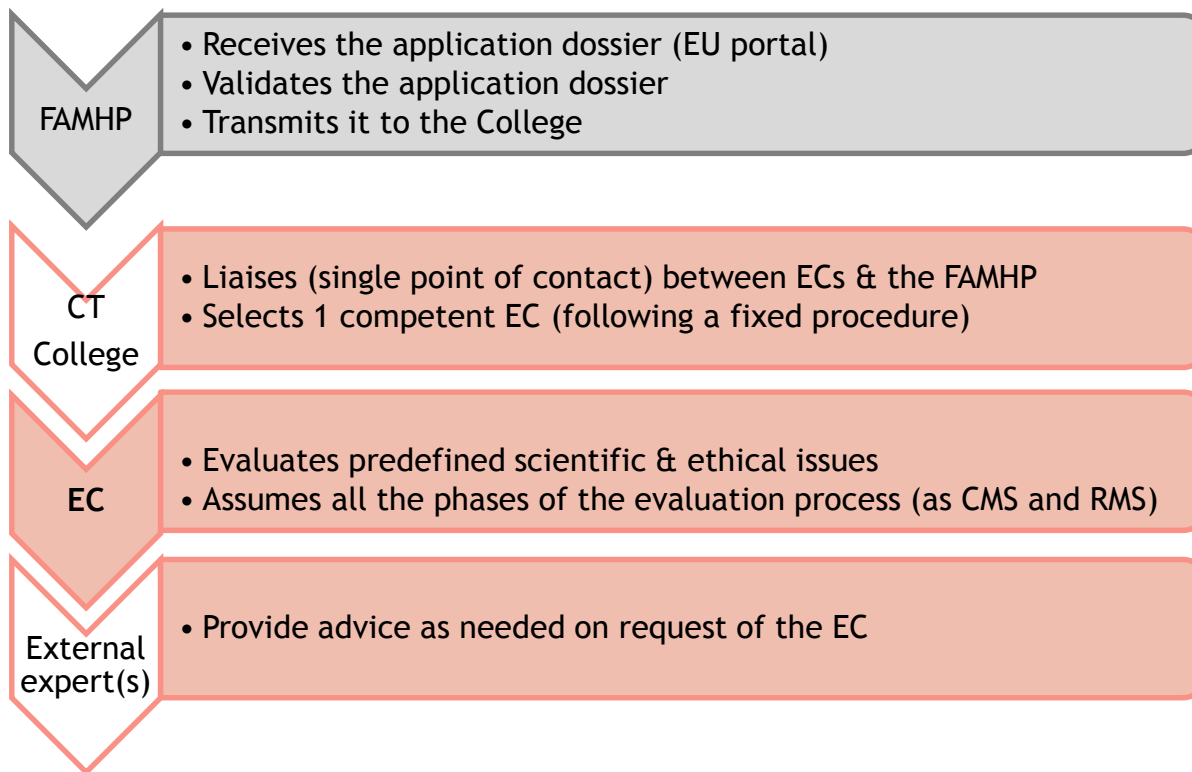 FAMHP
• Receives the application dossier (EU portal)
• Validates the application dossier
• Transmits it to the College
CT
College
• Liaises (single point of contact) between ECs & the FAMHP
• Selects 1 competent EC (following a fixed procedure)
EC
• Evaluates predefined scientific & ethical issues
• Assumes all the phases of the evaluation process (as CMS and RMS)
External
expert(s)
• Provide advice as needed on request of the EC